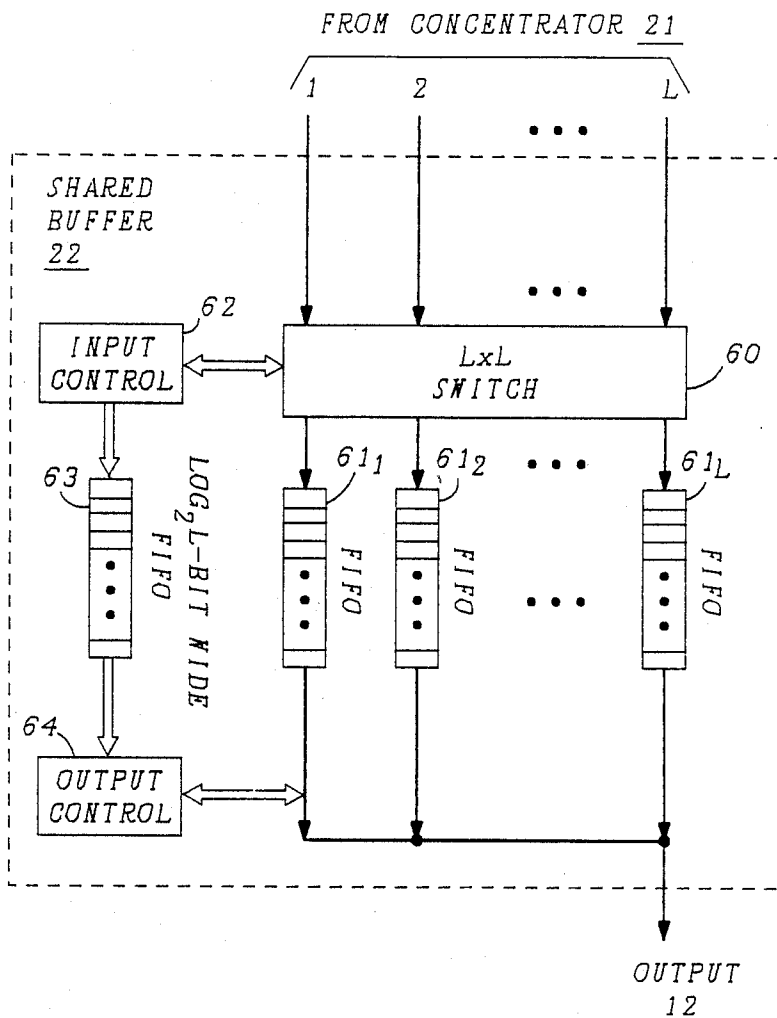 FROM CONCENTRATOR 21
1 2 L
SHARED
BUFFER
22
62
INPUT
CONTROL
LxL
SWITCH
60
63
LOG₂L-BIT WIDE
FIFO
61₁
FIFO
61₂
FIFO
61L
FIFO
64
OUTPUT
CONTROL
OUTPUT
12